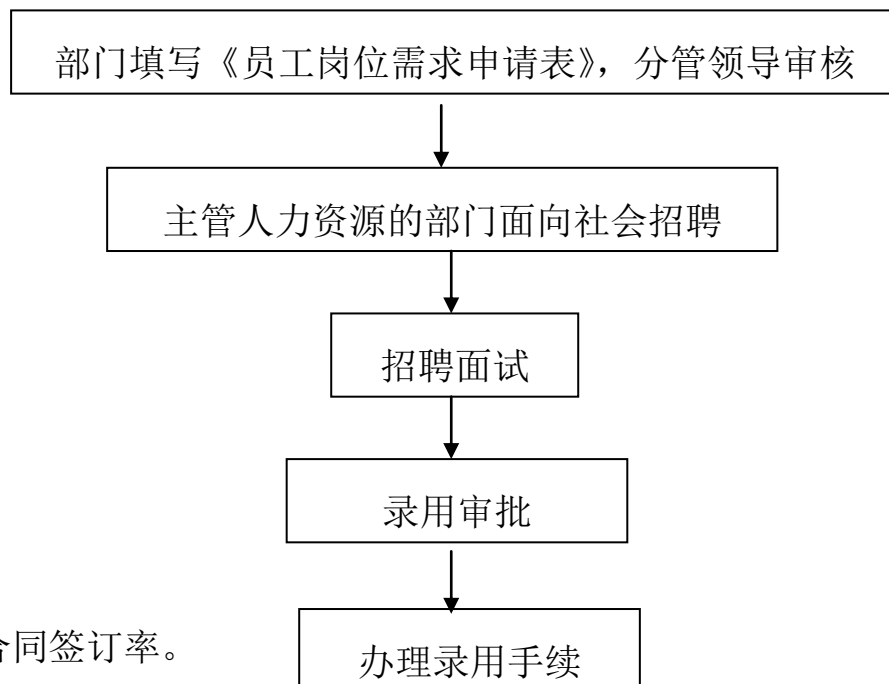 部门填写《员工岗位需求申请表》，分管领导审核
主管人力资源的部门面向社会招聘
招聘面试
录用审批
合同签订率。
办理录用手续